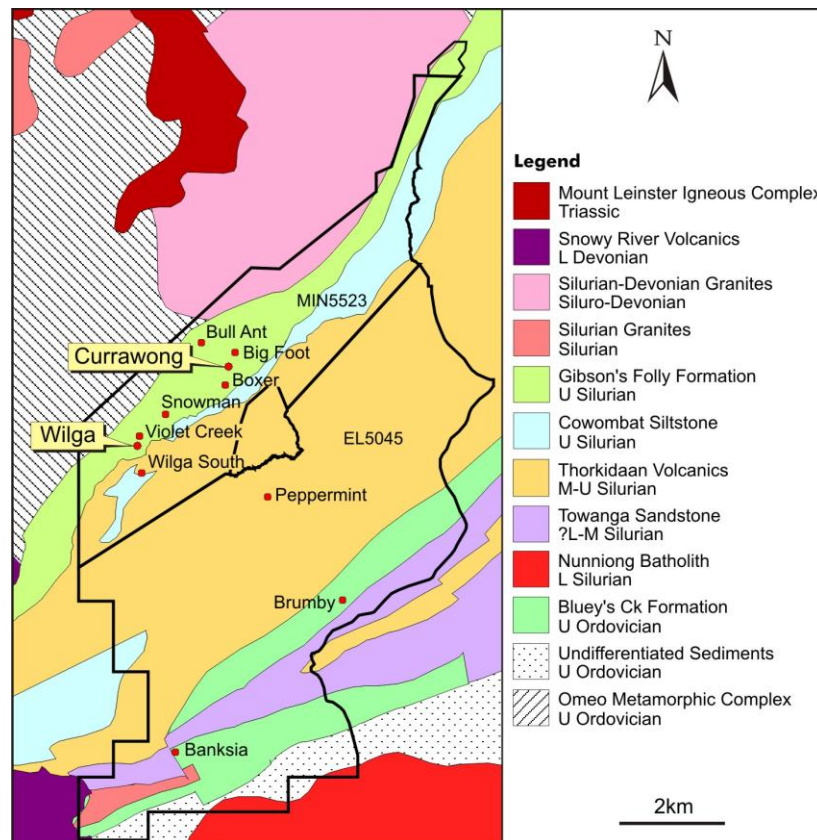 N
MIN5523
Bull Ant
Big Foot
Currawong
Boxer
Snowman
Wilga
Violet Creek
Wilga South
EL5045
Peppermint
Brumby
Banksia
Legend
Mount Leinster Igneous Complex
Triassic
Snowy River Volcanics
L Devonian
Silurian-Devonian Granites
Siluro-Devonian
Silurian Granites
Silurian
Gibson's Folly Formation
U Silurian
Cowombat Siltstone
U Silurian
Thorkidaan Volcanics
M-U Silurian
Towanga Sandstone
?L-M Silurian
Nunniong Batholith
L Silurian
Bluey's Ck Formation
U Ordovician
Undifferentiated Sediments
U Ordovician
Omeo Metamorphic Complex
U Ordovician
2km